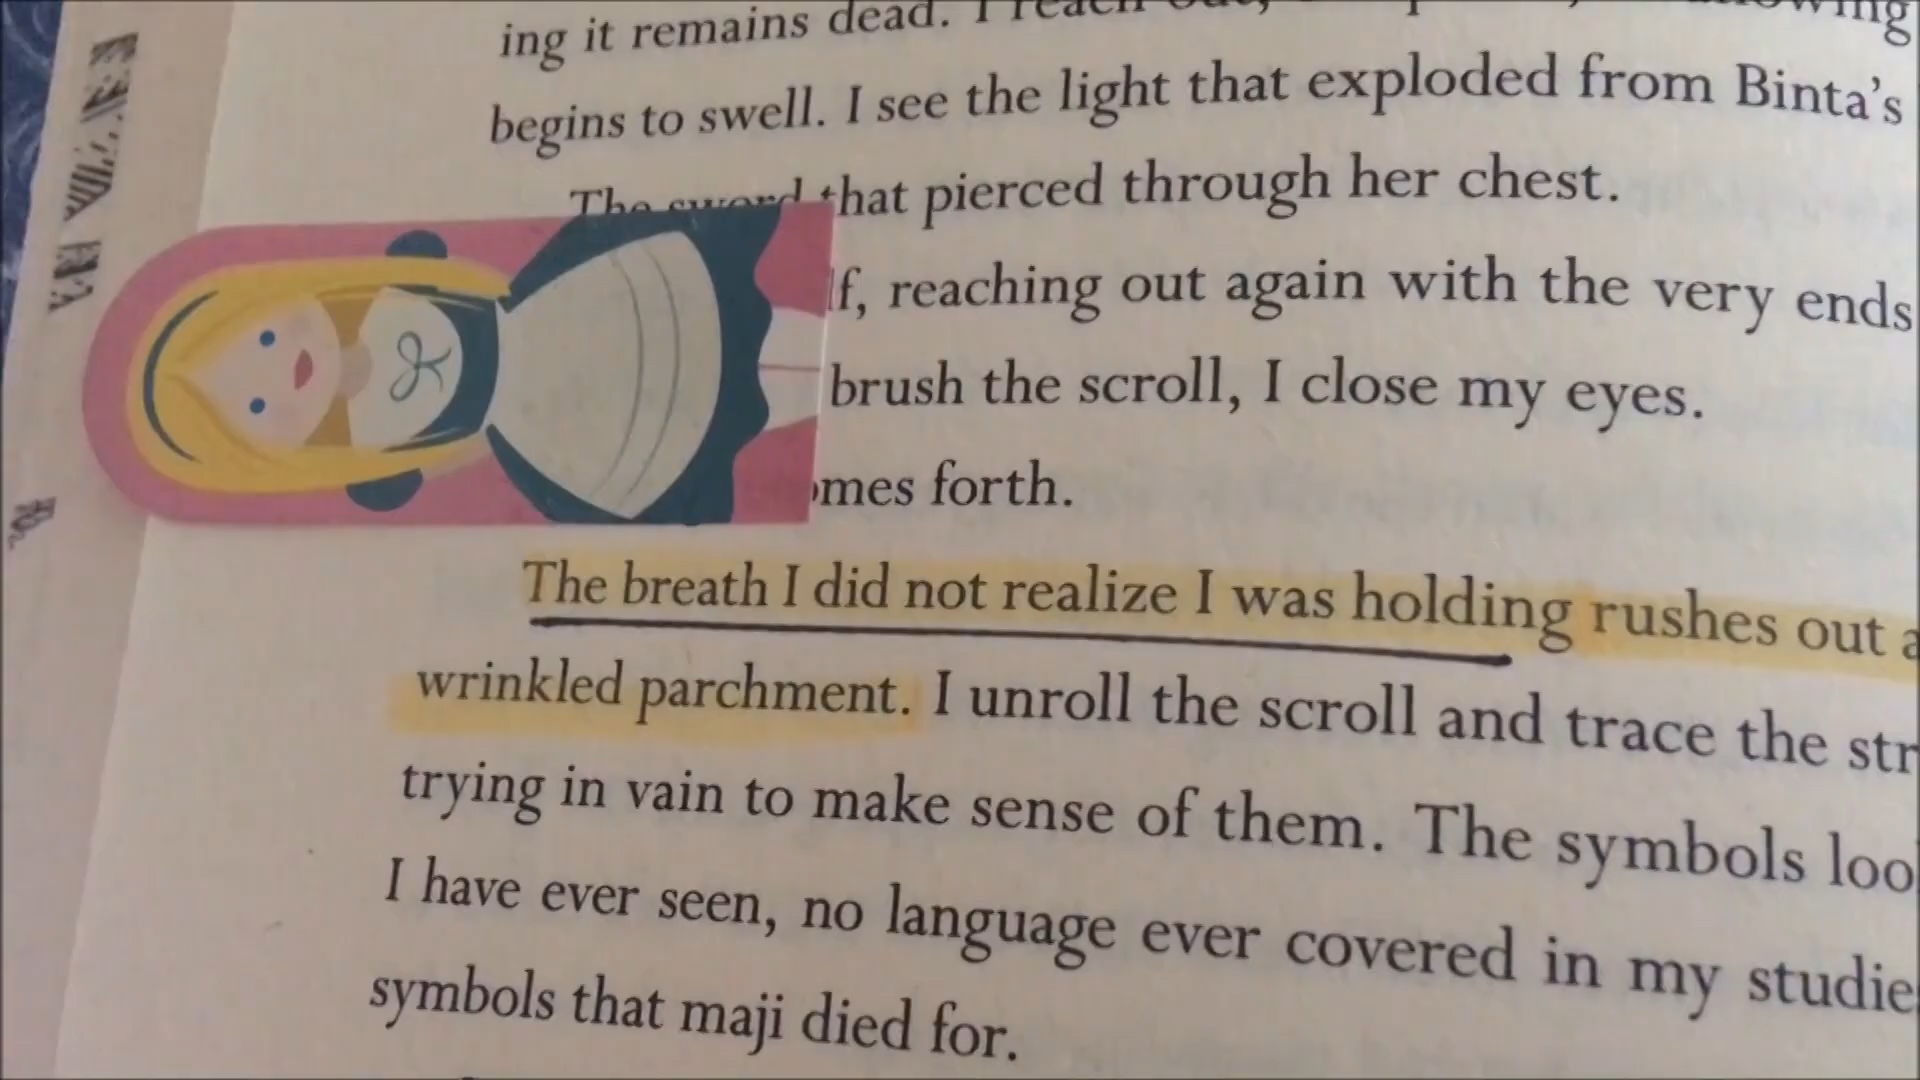 ing it remains dead. I reach out,
begins to swell. I see the light that exploded from Binta's
The sword that pierced through her chest.
lf, reaching out again with the very ends
brush the scroll, I close my eyes.
omes forth.
The breath I did not realize I was holding rushes out a
wrinkled parchment. I unroll the scroll and trace the str
trying in vain to make sense of them. The symbols loo
I have ever seen, no language ever covered in my studie
symbols that maji died for.